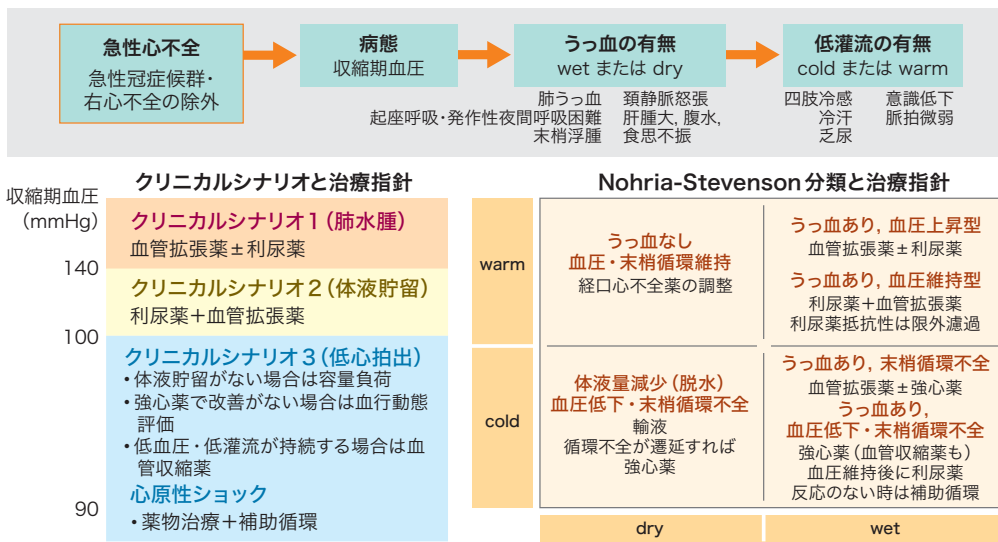 急性心不全
急性冠症候群・
右心不全の除外
病態
収縮期血圧
うっ血の有無
wet または dry
肺うっ血
起座呼吸・発作性夜間呼吸困難
末梢浮腫
頚静脈怒張
肝腫大, 腹水,
食思不振
低灌流の有無
cold または warm
四肢冷感
冷汗
乏尿
意識低下
脈拍微弱
クリニカルシナリオと治療指針
収縮期血圧
(mmHg)
140
100
90
クリニカルシナリオ1（肺水腫）
血管拡張薬±利尿薬
クリニカルシナリオ2（体液貯留）
利尿薬＋血管拡張薬
クリニカルシナリオ3（低心拍出）
・体液貯留がない場合は容量負荷
・強心薬で改善がない場合は血行動態
評価
・低血圧・低灌流が持続する場合は血
管収縮薬
心原性ショック
・薬物治療＋補助循環
Nohria-Stevenson分類と治療指針
warm
うっ血なし
血圧・末梢循環維持
経口心不全薬の調整
うっ血あり, 血圧上昇型
血管拡張薬±利尿薬
うっ血あり, 血圧維持型
利尿薬＋血管拡張薬
利尿薬抵抗性は限外濾過
cold
体液量減少（脱水）
血圧低下・末梢循環不全
輸液
循環不全が遷延すれば
強心薬
うっ血あり, 末梢循環不全
血管拡張薬±強心薬
うっ血あり,
血圧低下・末梢循環不全
強心薬（血管収縮薬も）
血圧維持後に利尿薬
反応のない時は補助循環
dry
wet